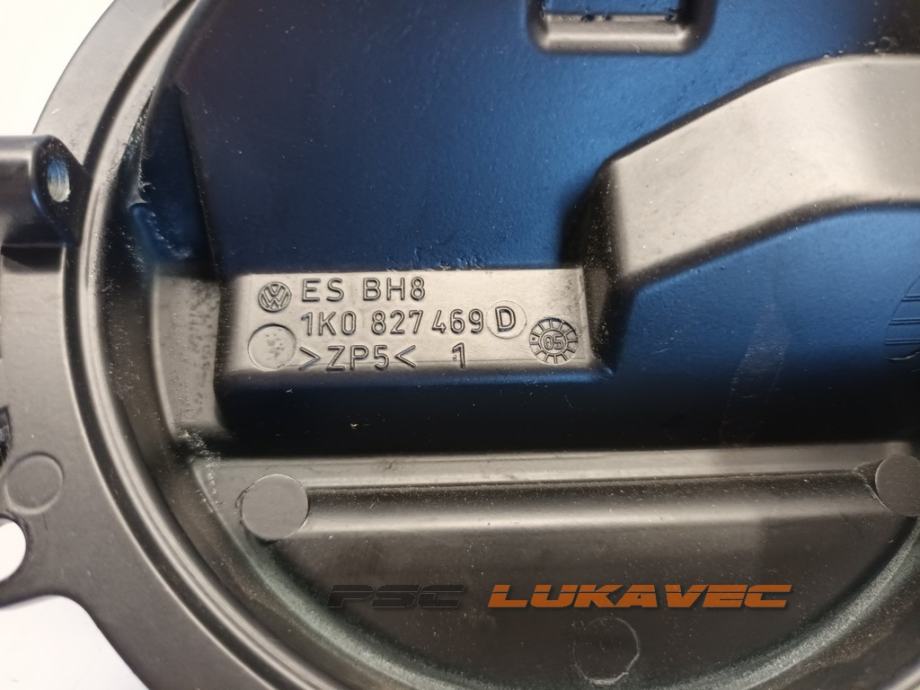 ES BH8
1K0 827 469 D
>ZP5< 1
05
PSC LUKAVEC